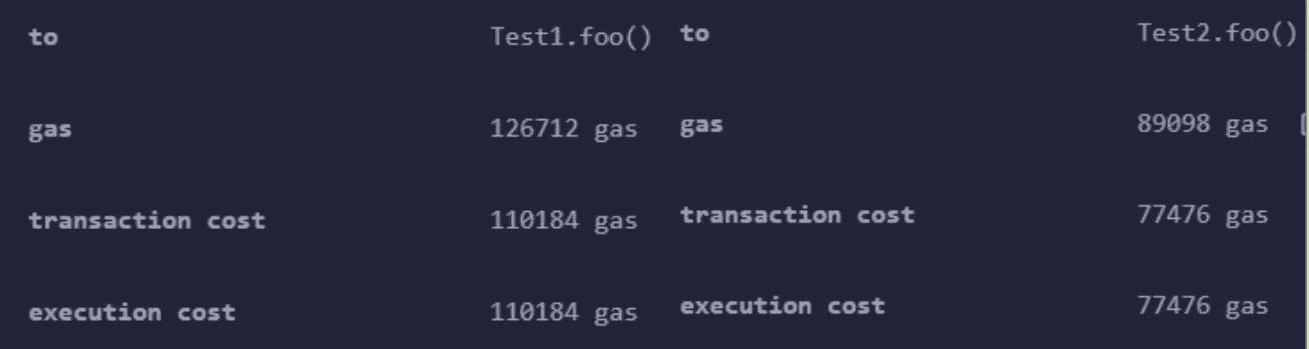 to Test1.foo() to Test2.foo()
gas 126712 gas gas 89098 gas
transaction cost 110184 gas transaction cost 77476 gas
execution cost 110184 gas execution cost 77476 gas